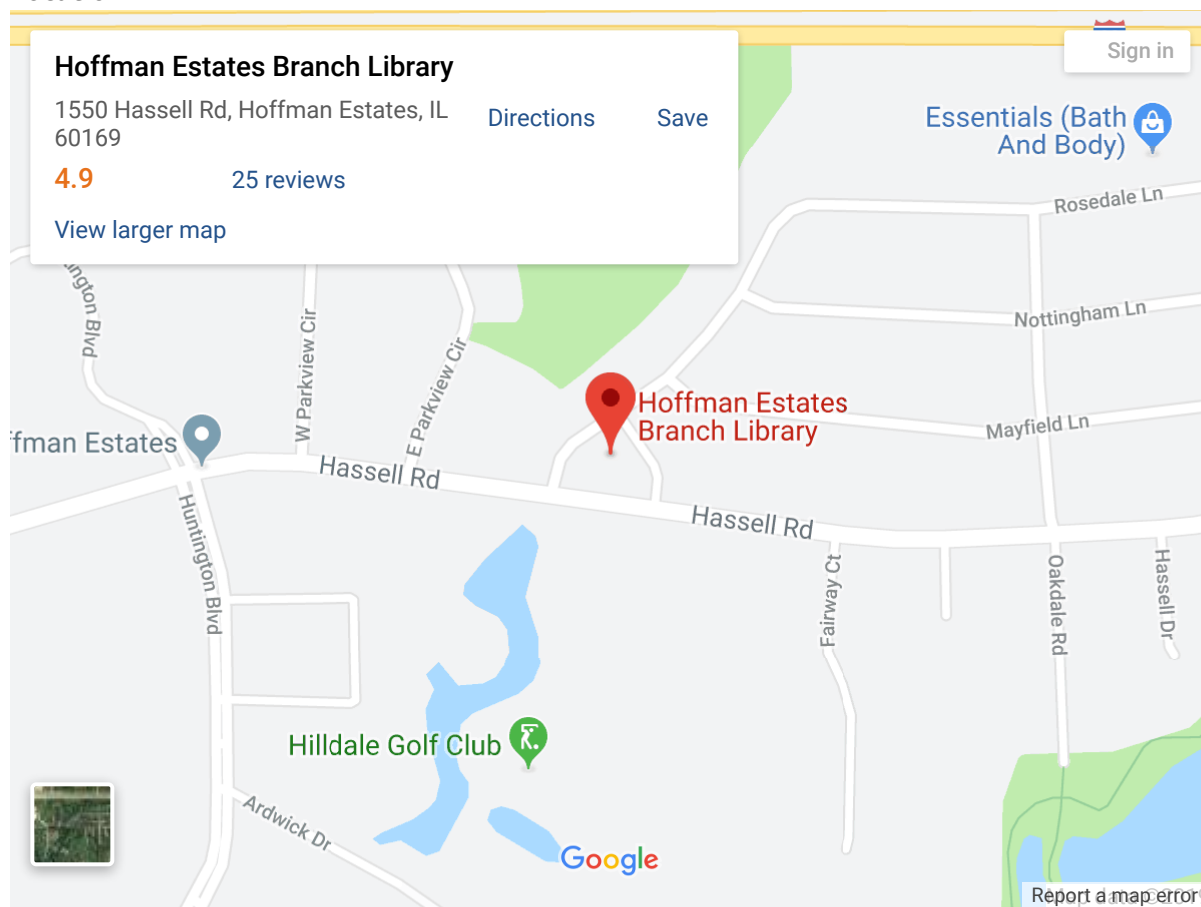 Hoffman Estates Branch Library
1550 Hassell Rd, Hoffman Estates, IL
60169
Directions
Save
4.9
25 reviews
View larger map
Sign in
Essentials (Bath
And Body)
Rosedale Ln
Nottingham Ln
Mayfield Ln
ington Blvd
W Parkview Cir
E Parkview Cir
Hoffman Estates
Branch Library
ffman Estates
Hassell Rd
Hassell Rd
Huntington Blvd
Fairway Ct
Oakdale Rd
Hassell Dr
Hilldale Golf Club
Ardwick Dr
Google
Report a map error